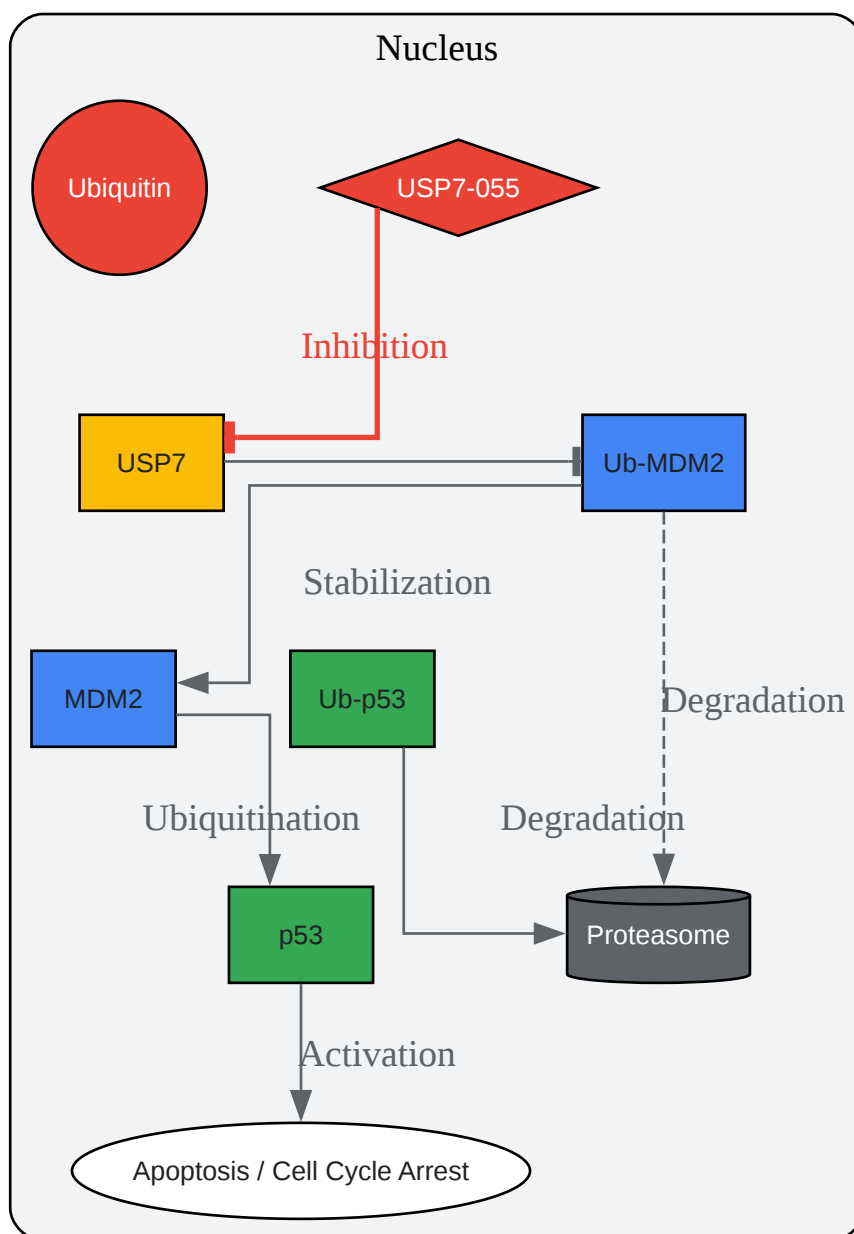 Nucleus
Ubiquitin
USP7-055
Inhibition
USP7
Ub-MDM2
Stabilization
MDM2
Ub-p53
Degradation
Ubiquitination
Degradation
p53
Proteasome
Activation
Apoptosis / Cell Cycle Arrest